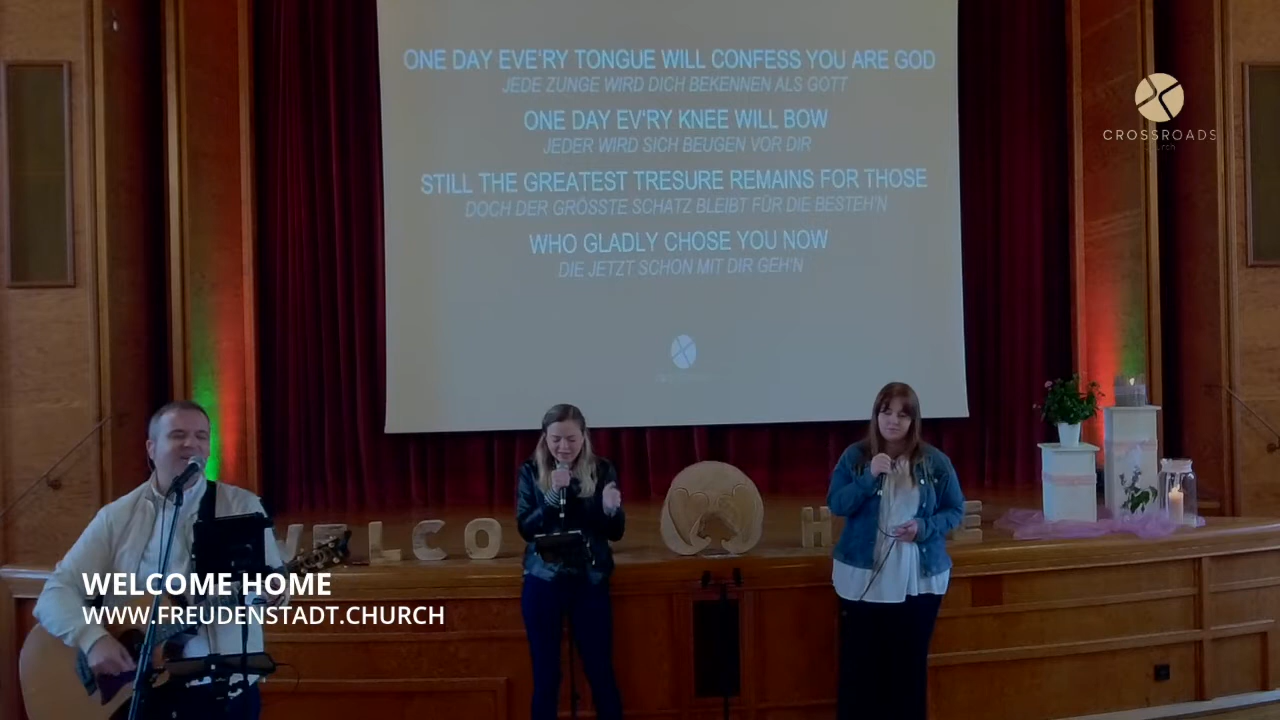 ONE DAY EVE'RY TONGUE WILL CONFESS YOU ARE GOD
JEDE ZUNGE WIRD DICH BEKENNEN ALS GOTT
ONE DAY EV'RY KNEE WILL BOW
JEDER WIRD SICH BEUGEN VOR DIR
STILL THE GREATEST TRESURE REMAINS FOR THOSE
DOCH DER GRÖSSTE SCHATZ BLEIBT FÜR DIE BESTEH'N
WHO GLADLY CHOSE YOU NOW
DIE JETZT SCHON MIT DIR GEH'N
CROSSROADS
WELCO H E
WELCOME HOME
WWW.FREUDENSTADT.CHURCH